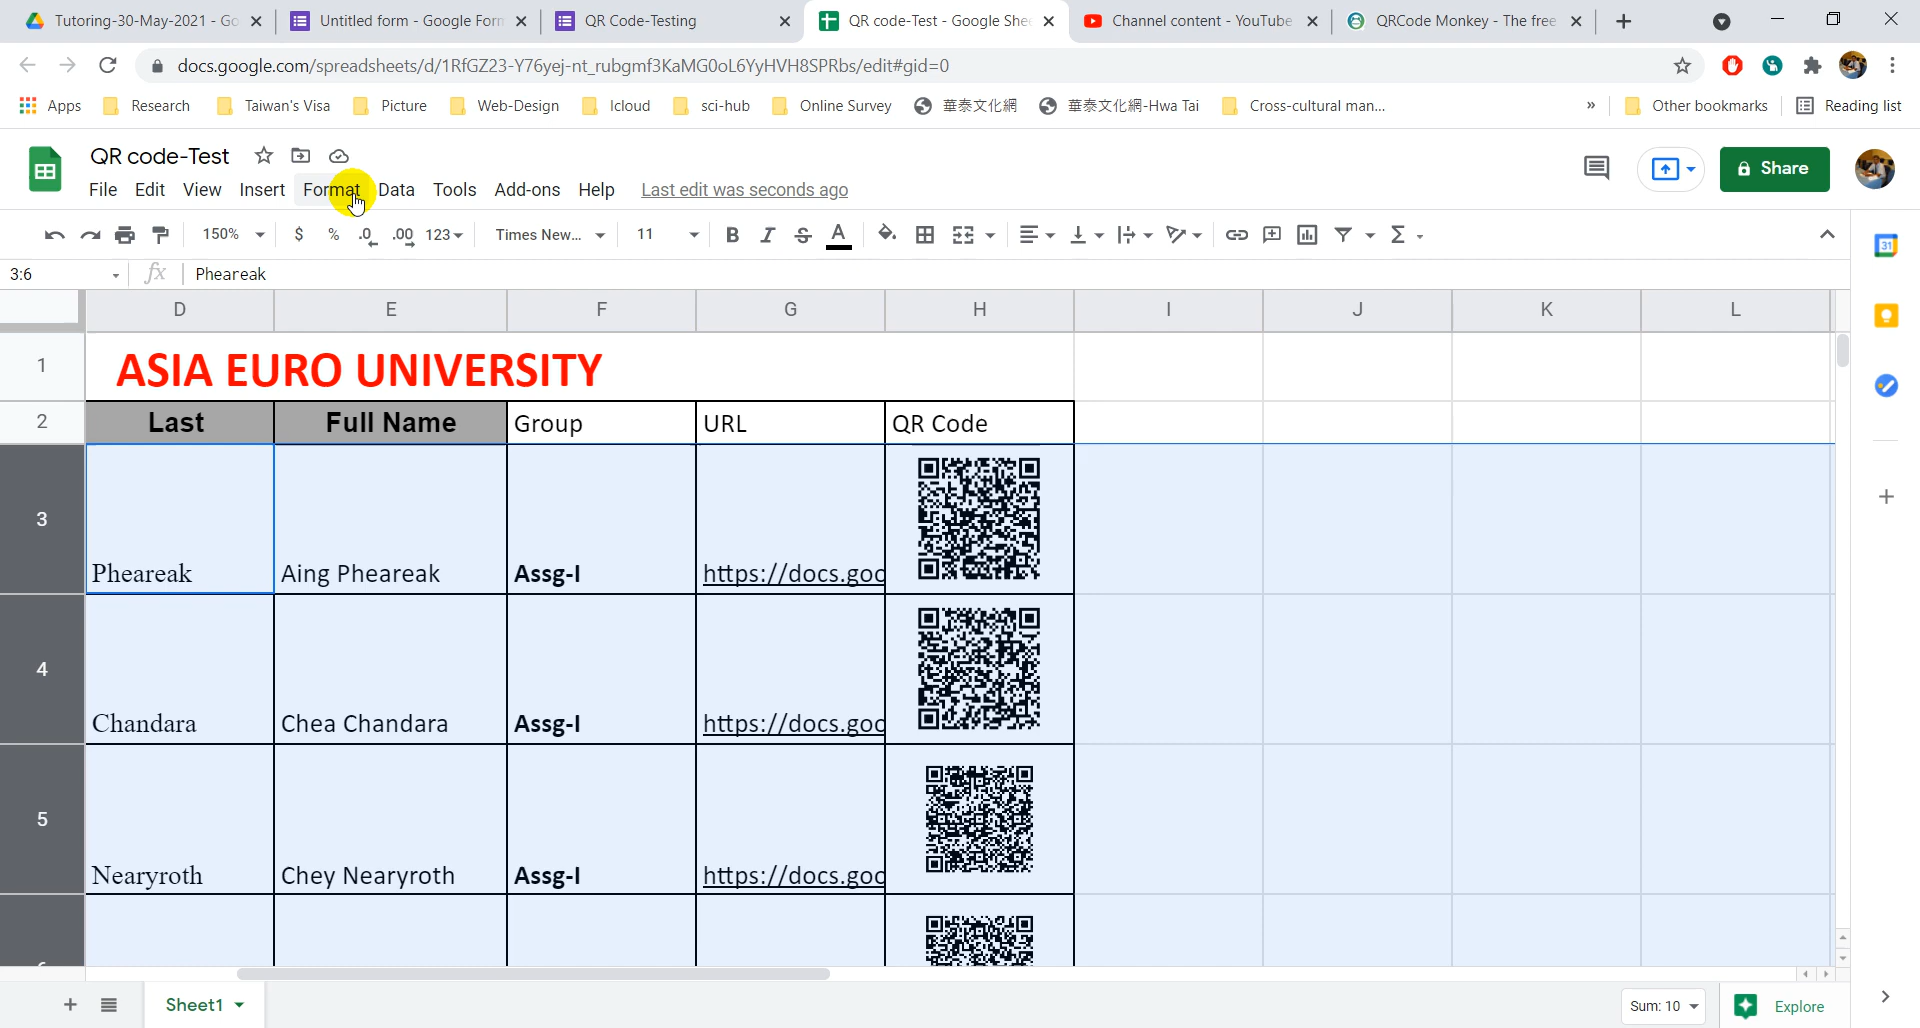 Tutoring-30-May-2021 - Go
Untitled form - Google Form
QR Code-Testing
QR code-Test - Google She
Channel content - YouTube
QRCode Monkey - The free
docs.google.com/spreadsheets/d/1RfGZ23-Y76yej-nt_rubgmf3KaMG0oL6YyHVH8SPRbs/edit#gid=0
Apps Research Taiwan's Visa Picture Web-Design Icloud sci-hub Online Survey 華泰文化網 華泰文化網-Hwa Tai Cross-cultural man... » Other bookmarks Reading list
QR code-Test
Share
File Edit View Insert Format Data Tools Add-ons Help Last edit was seconds ago
150% $ % .0 .00 123 Times New... 11 B I S A Σ
31
3:6 fx Pheareak
D E F G H I J K L
1 ASIA EURO UNIVERSITY
2 Last Full Name Group URL QR Code
3 Pheareak Aing Pheareak Assg-I https://docs.goo
4 Chandara Chea Chandara Assg-I https://docs.goo
5 Nearyroth Chey Nearyroth Assg-I https://docs.goo
Sheet1 Sum: 10 Explore